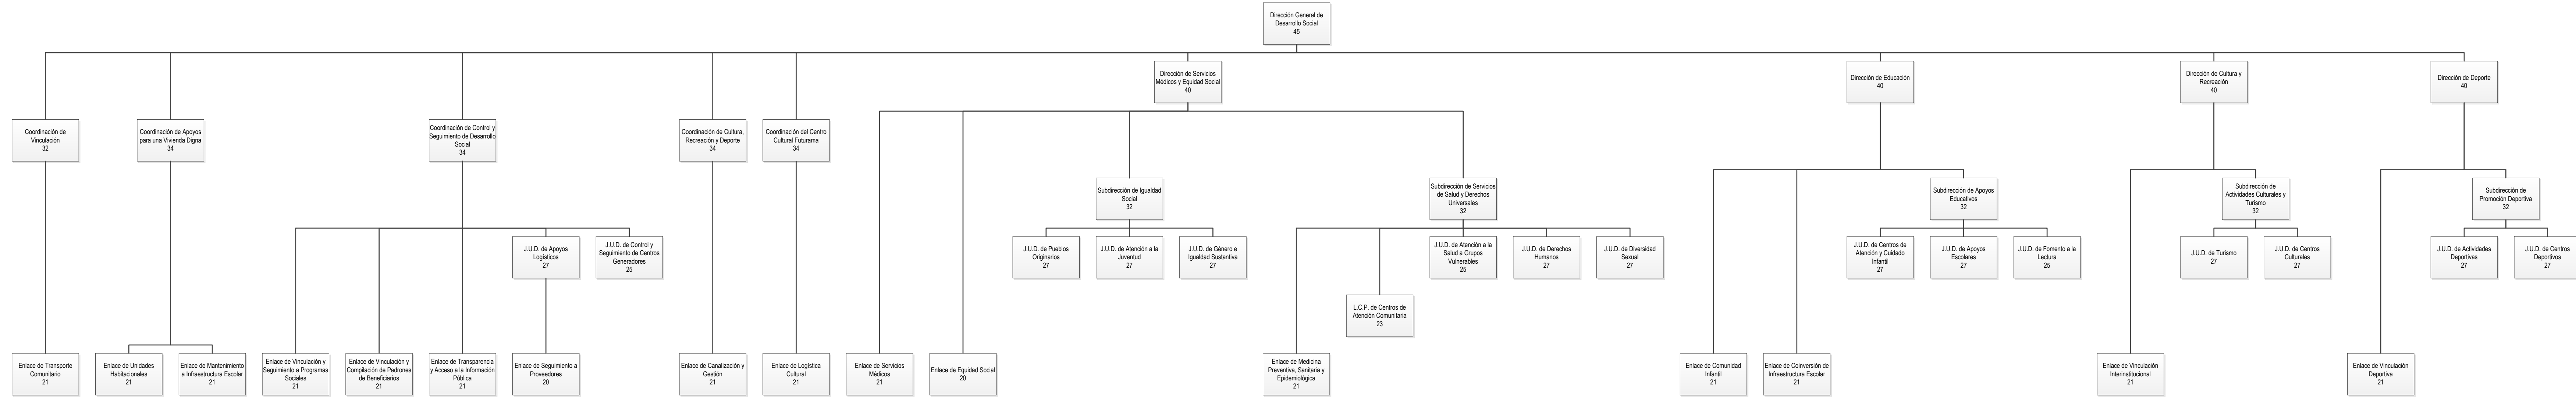 Dirección General de
Desarrollo Social
45
Dirección de Servicios
Médicos y Equidad Social
40
Dirección de Educación
40
Dirección de Cultura y
Recreación
40
Dirección de Deporte
40
Coordinación de
Vinculación
32
Coordinación de Apoyos
para una Vivienda Digna
34
Coordinación de Control y
Seguimiento de Desarrollo
Social
34
Coordinación de Cultura,
Recreación y Deporte
34
Coordinación del Centro
Cultural Futurama
34
Subdirección de Igualdad
Social
32
Subdirección de Servicios
de Salud y Derechos
Universales
32
Subdirección de Apoyos
Educativos
32
Subdirección de
Actividades Culturales y
Turismo
32
Subdirección de
Promoción Deportiva
32
J.U.D. de Apoyos
Logísticos
27
J.U.D. de Control y
Seguimiento de Centros
Generadores
25
J.U.D. de Pueblos
Originarios
27
J.U.D. de Atención a la
Juventud
27
J.U.D. de Género e
Igualdad Sustantiva
27
J.U.D. de Atención a la
Salud a Grupos
Vulnerables
25
J.U.D. de Derechos
Humanos
27
J.U.D. de Diversidad
Sexual
27
J.U.D. de Centros de
Atención y Cuidado
Infantil
27
J.U.D. de Apoyos
Escolares
27
J.U.D. de Fomento a la
Lectura
25
J.U.D. de Turismo
27
J.U.D. de Centros
Culturales
27
J.U.D. de Actividades
Deportivas
27
J.U.D. de Centros
Deportivos
27
L.C.P. de Centros de
Atención Comunitaria
23
Enlace de Transporte
Comunitario
21
Enlace de Unidades
Habitacionales
21
Enlace de Mantenimiento
a Infraestructura Escolar
21
Enlace de Vinculación y
Seguimiento a Programas
Sociales
21
Enlace de Vinculación y
Compilación de Padrones
de Beneficiarios
21
Enlace de Transparencia
y Acceso a la Información
Pública
21
Enlace de Seguimiento a
Proveedores
20
Enlace de Canalización y
Gestión
21
Enlace de Logística
Cultural
21
Enlace de Servicios
Médicos
21
Enlace de Equidad Social
20
Enlace de Medicina
Preventiva, Sanitaria y
Epidemiológica
21
Enlace de Comunidad
Infantil
21
Enlace de Coinversión de
Infraestructura Escolar
21
Enlace de Vinculación
Interinstitucional
21
Enlace de Vinculación
Deportiva
21